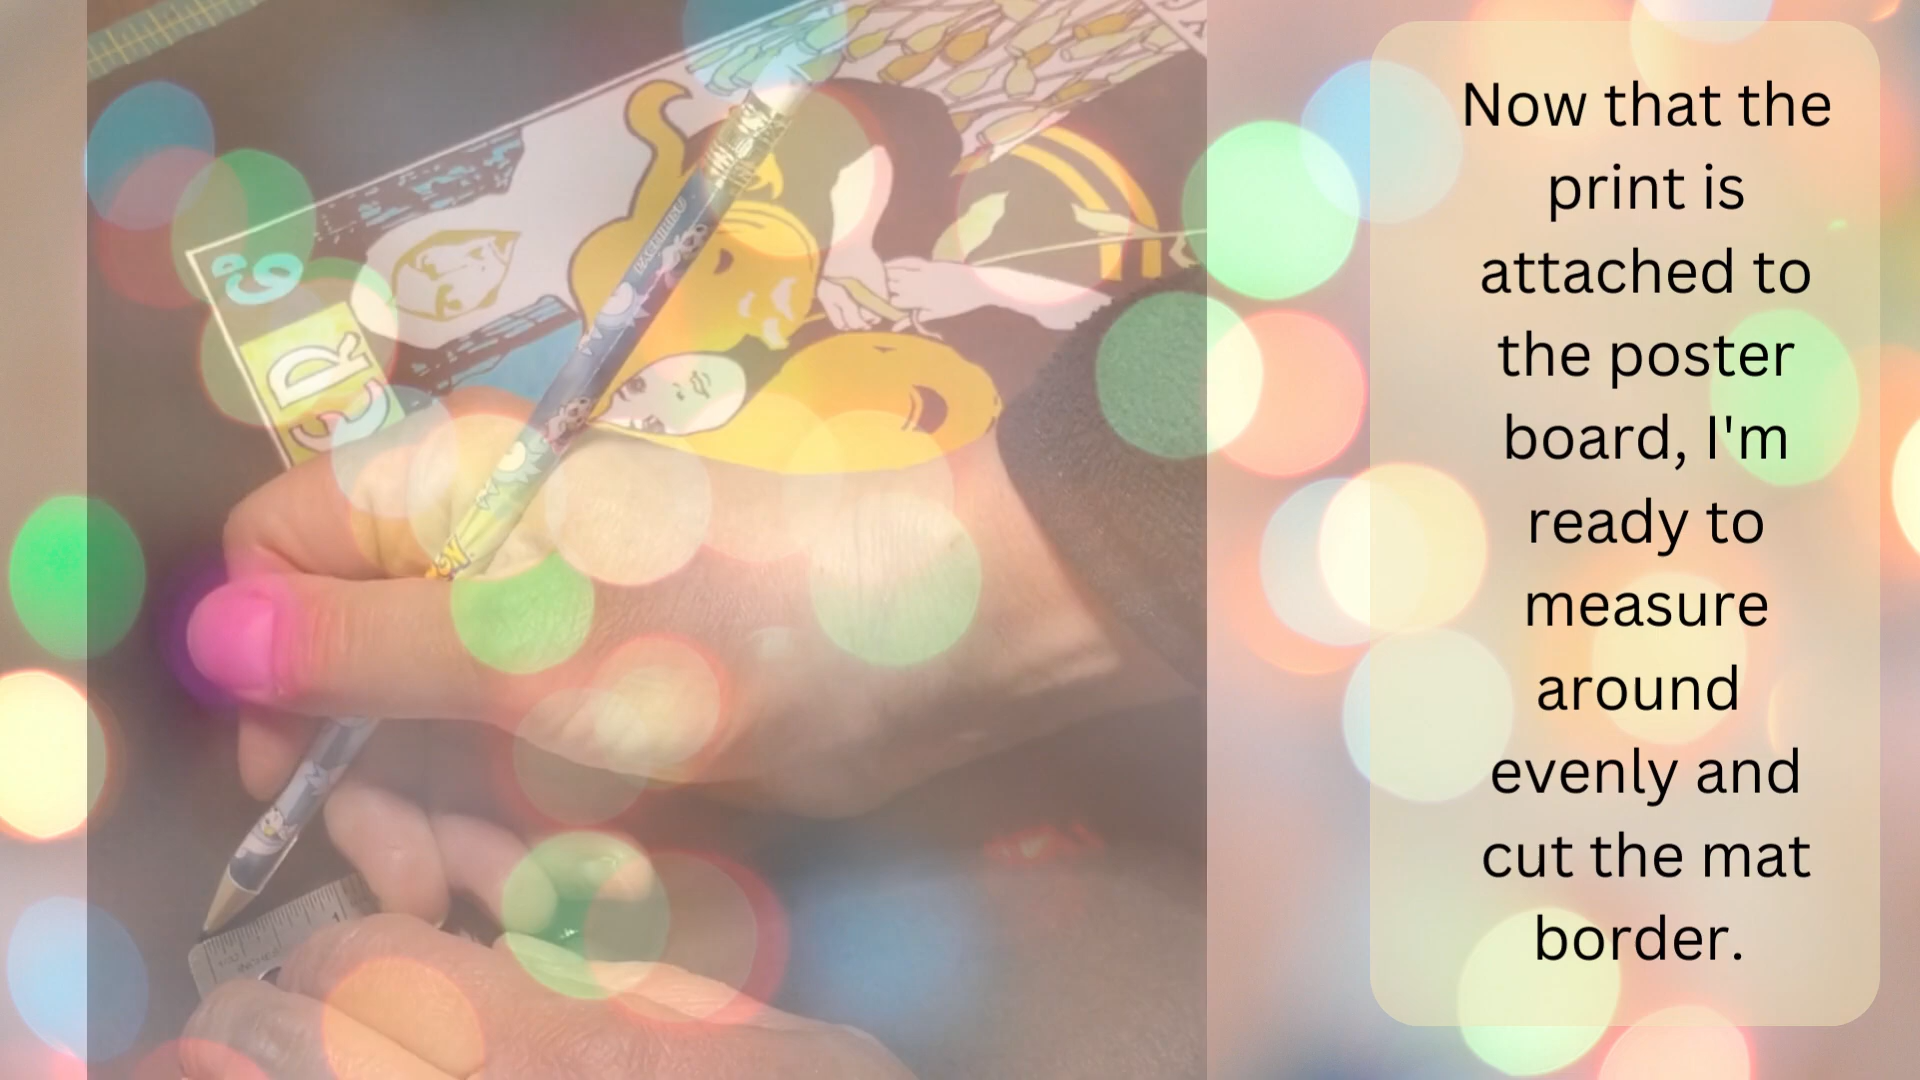 Now that the
print is
attached to
the poster
board, I'm
ready to
measure
around
evenly and
cut the mat
border.